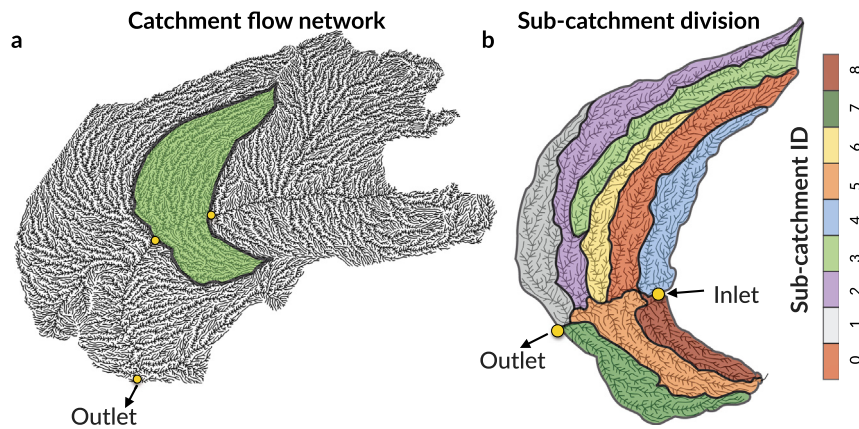 Catchment flow network
Sub-catchment division
a
b
Outlet
Outlet
Inlet
Sub-catchment ID
8
7
6
5
4
3
2
1
0